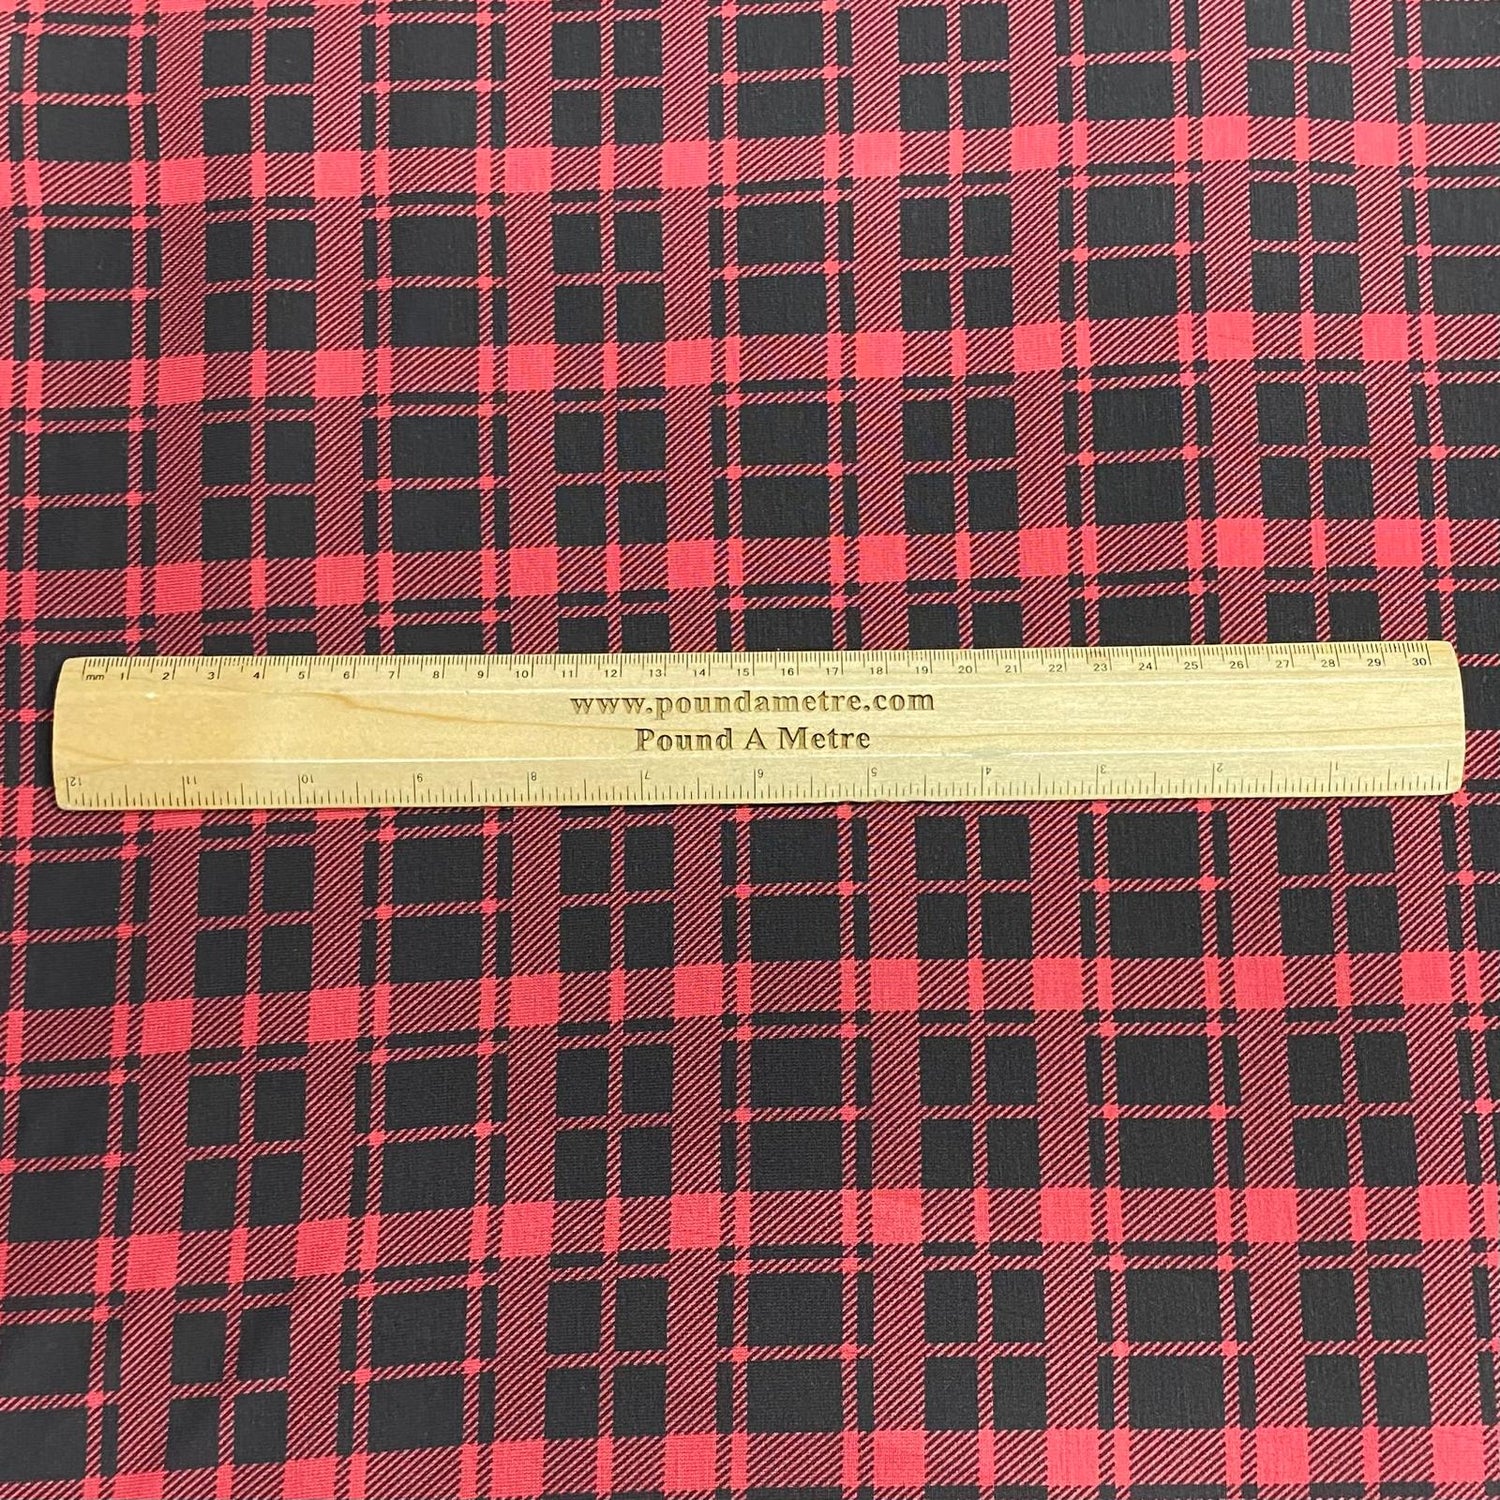 mm 1 2 3 4 5 6 7 8 9 10 11 12 13 14 15 16 17 18 19 20 21 22 23 24 25 26 27 28 29 30
www.poundametre.com
Pound A Metre
12 11 10 9 8 7 6 5 4 3 2 1